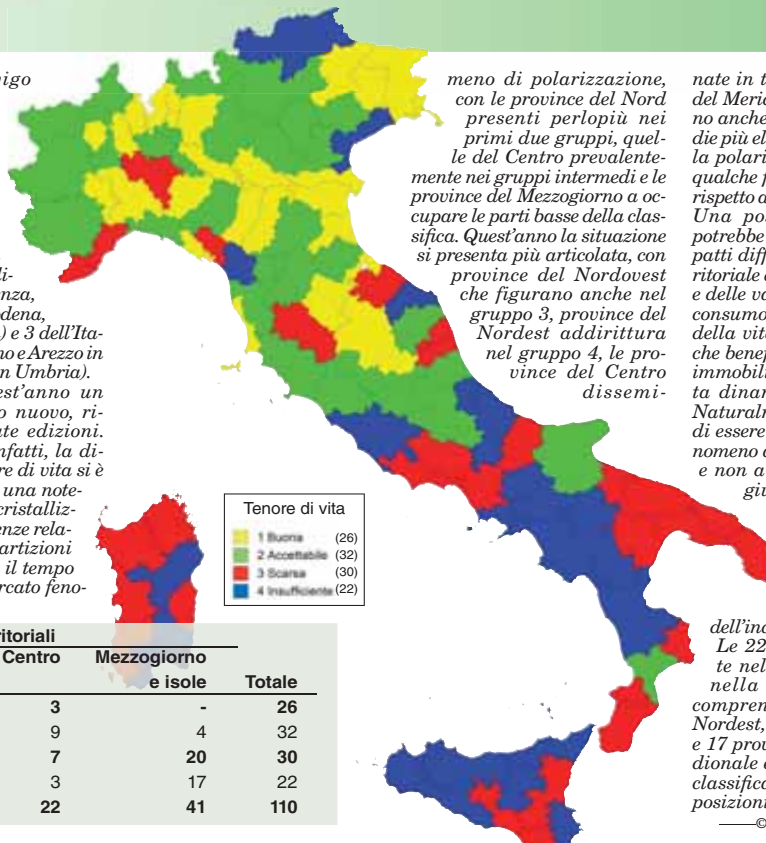 nigo
di-
nza,
dena,
) e 3 dell'Ita-
no e Arezzo in
n Umbria).
est'anno un
o nuovo, ri-
te edizioni.
nfatti, la di-
re di vita si è
una note-
cristalliz-
enze rela-
artizioni
il tempo
rcato feno-
meno di polarizzazione,
con le province del Nord
presenti perlopiù nei
primi due gruppi, quel-
le del Centro prevalente-
mente nei gruppi intermedi e le
province del Mezzogiorno a oc-
cupare le parti basse della clas-
sifica. Quest'anno la situazione
si presenta più articolata, con
province del Nordovest
che figurano anche nel
gruppo 3, province del
Nordest addirittura
nel gruppo 4, le pro-
vince del Centro
dissemi-
nate in t
del Meric
no anche
die più el
la polari
qualche f
rispetto a
Una po
potrebbe
patti diff
ritoriale
e delle va
consumo
della vit
che benef
immobili
ta dinar
Naturaln
di essere
nomeno a
e non a
giu
dell'inc
Le 22
te nel
nella
compren
Nordest,
e 17 prov
dionale e
classifica
posizioni
©
Tenore di vita
1 Buona (26)
2 Accettabile (32)
3 Scarsa (30)
4 Insufficiente (22)
ritoriali
Centro Mezzogiorno
e isole Totale
3 - 26
9 4 32
7 20 30
3 17 22
22 41 110